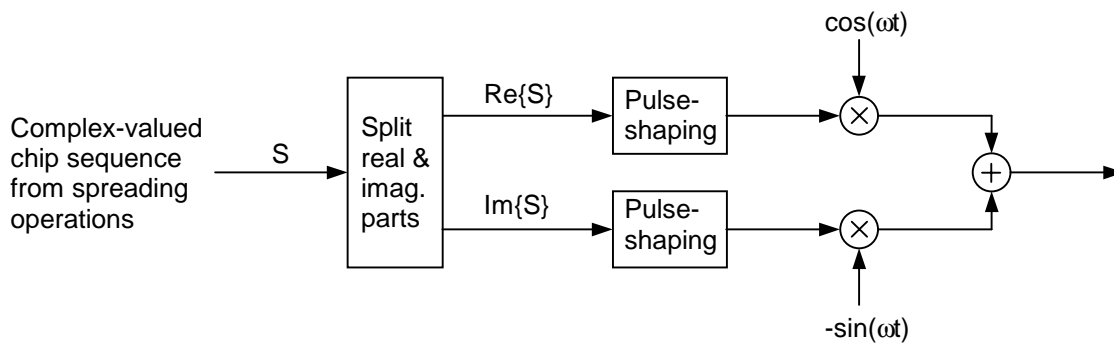 cos(ωt)
Complex-valued
chip sequence
from spreading
operations
S
Split
real &
imag.
parts
Re{S}
Pulse-
shaping
Im{S}
Pulse-
shaping
-sin(ωt)